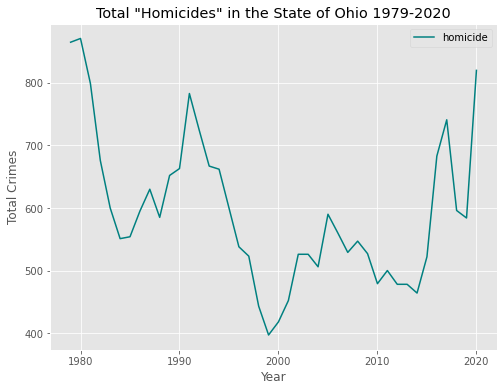 Total "Homicides" in the State of Ohio 1979-2020
homicide
Total Crimes
800
700
600
500
400
1980 1990 2000 2010 2020
Year